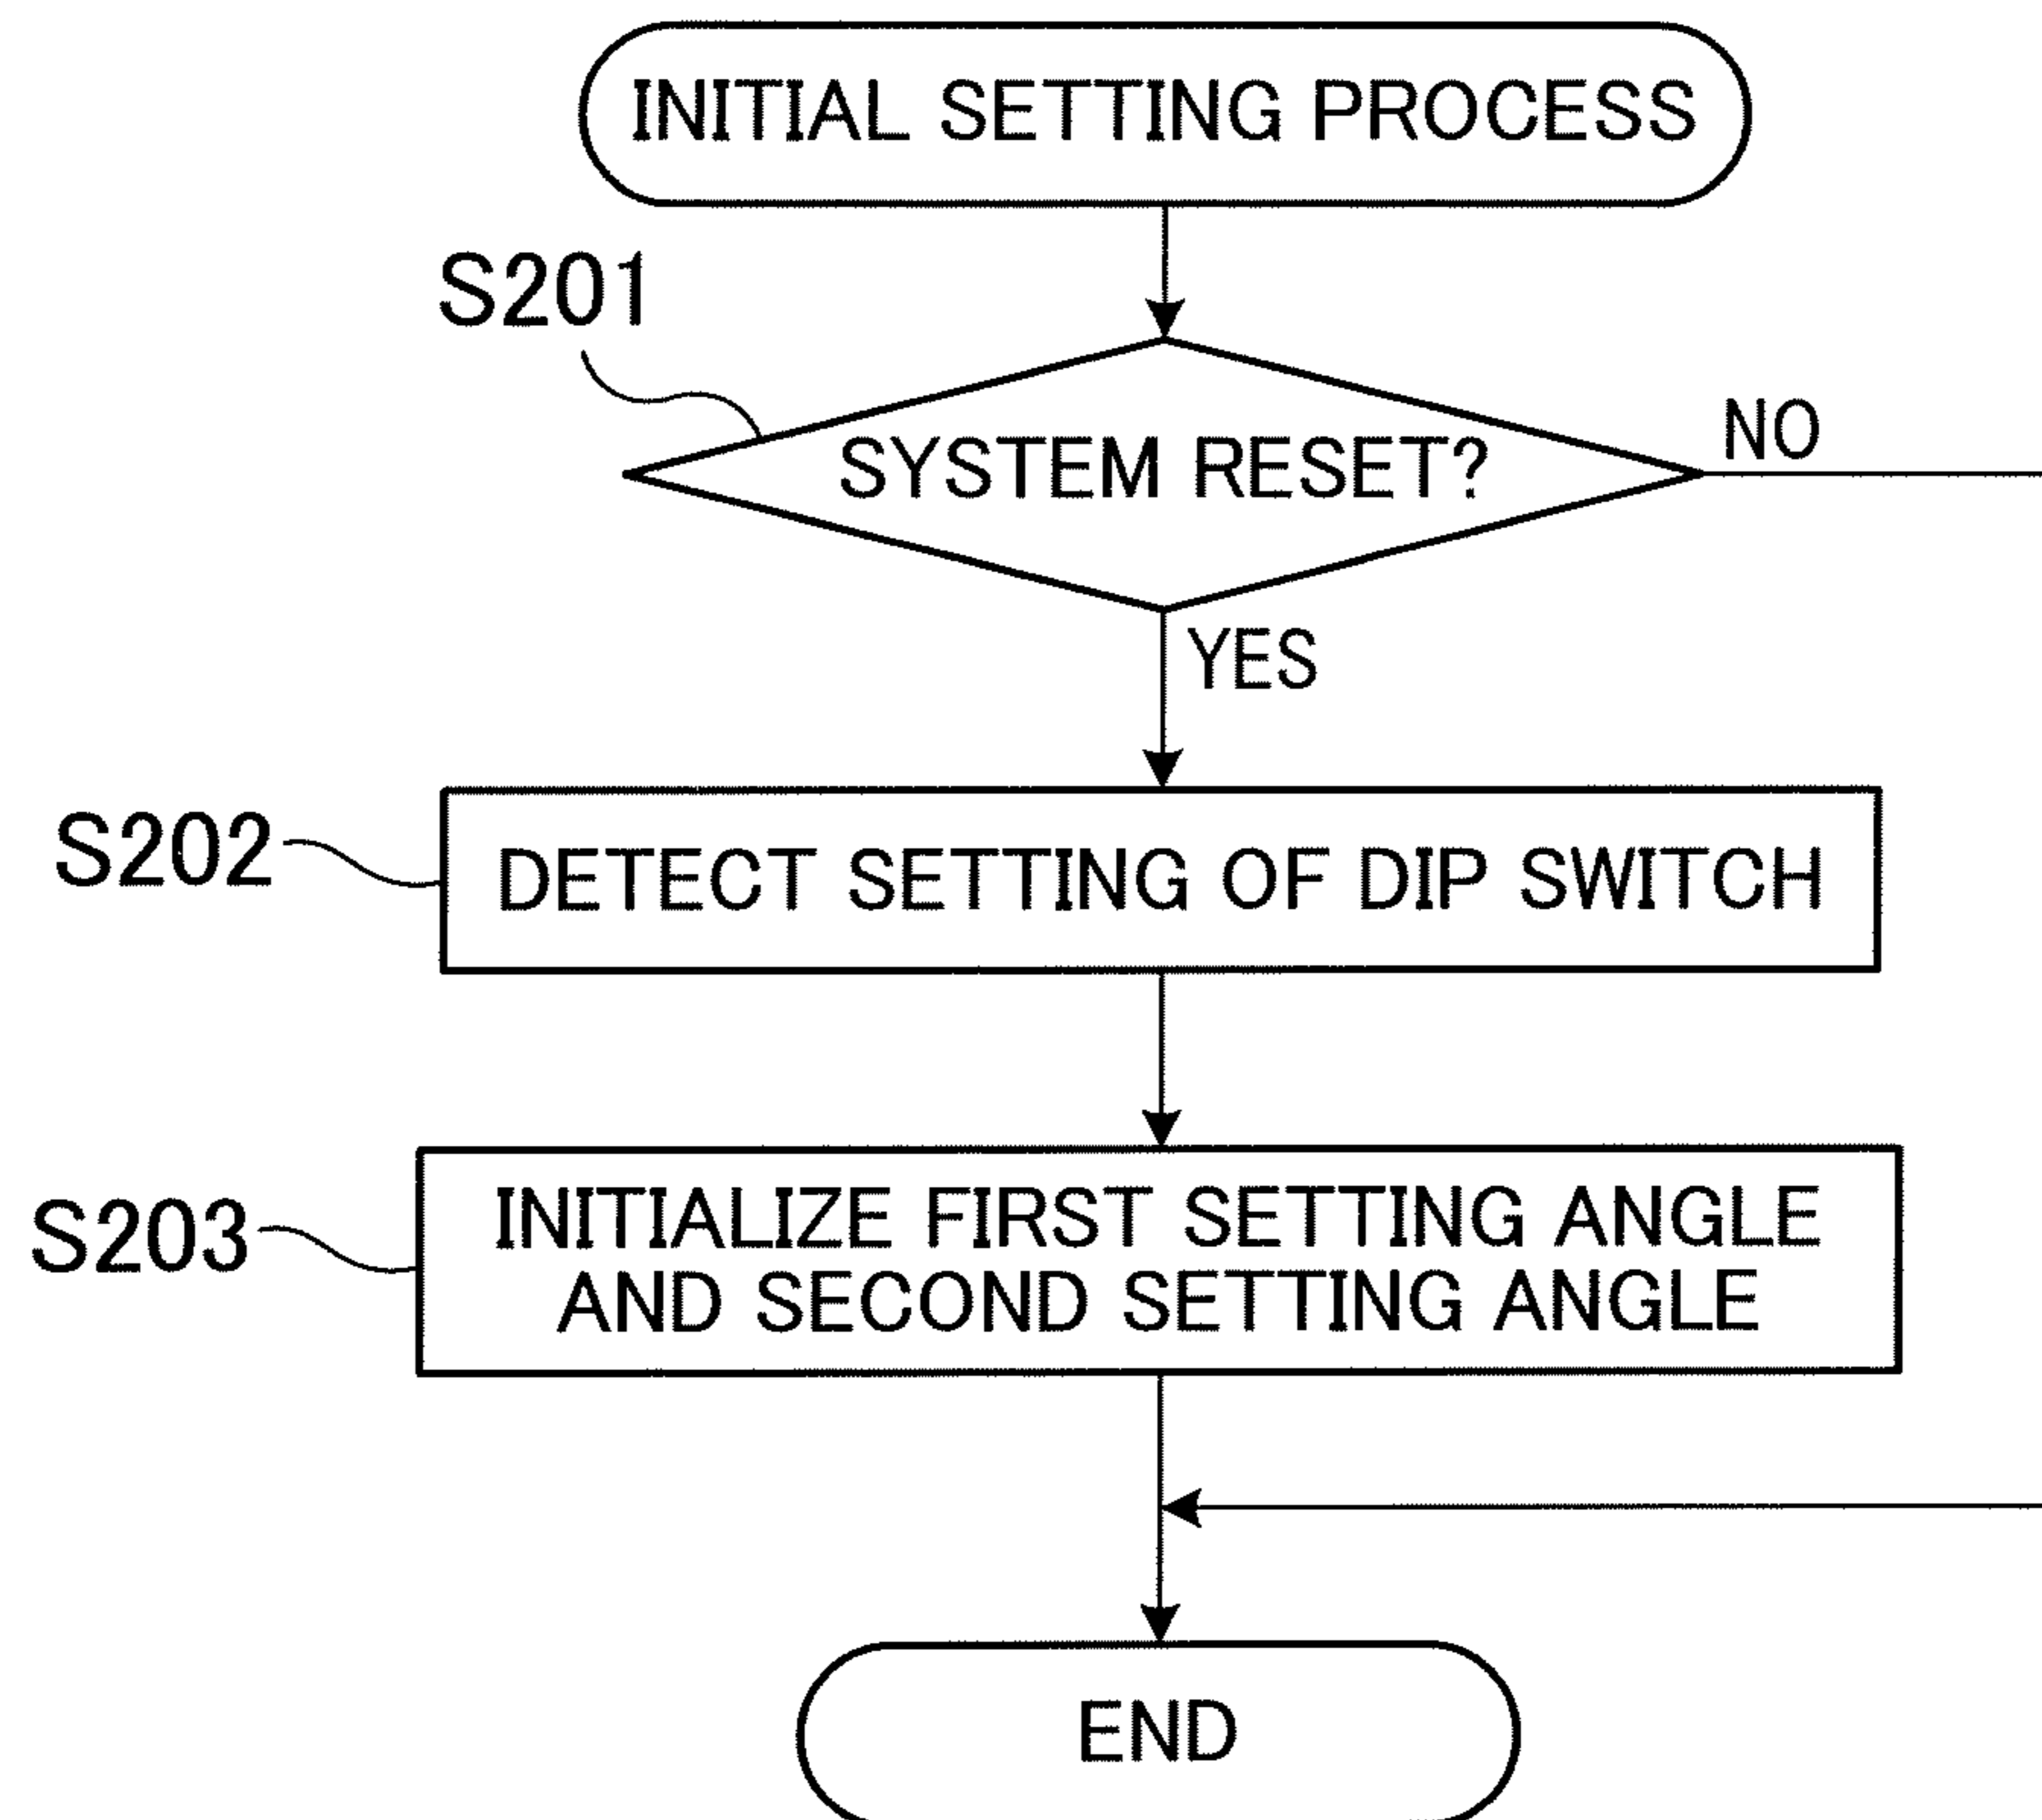 INITIAL SETTING PROCESS
S201
SYSTEM RESET?
NO
YES
S202
DETECT SETTING OF DIP SWITCH
S203
INITIALIZE FIRST SETTING ANGLE
AND SECOND SETTING ANGLE
END